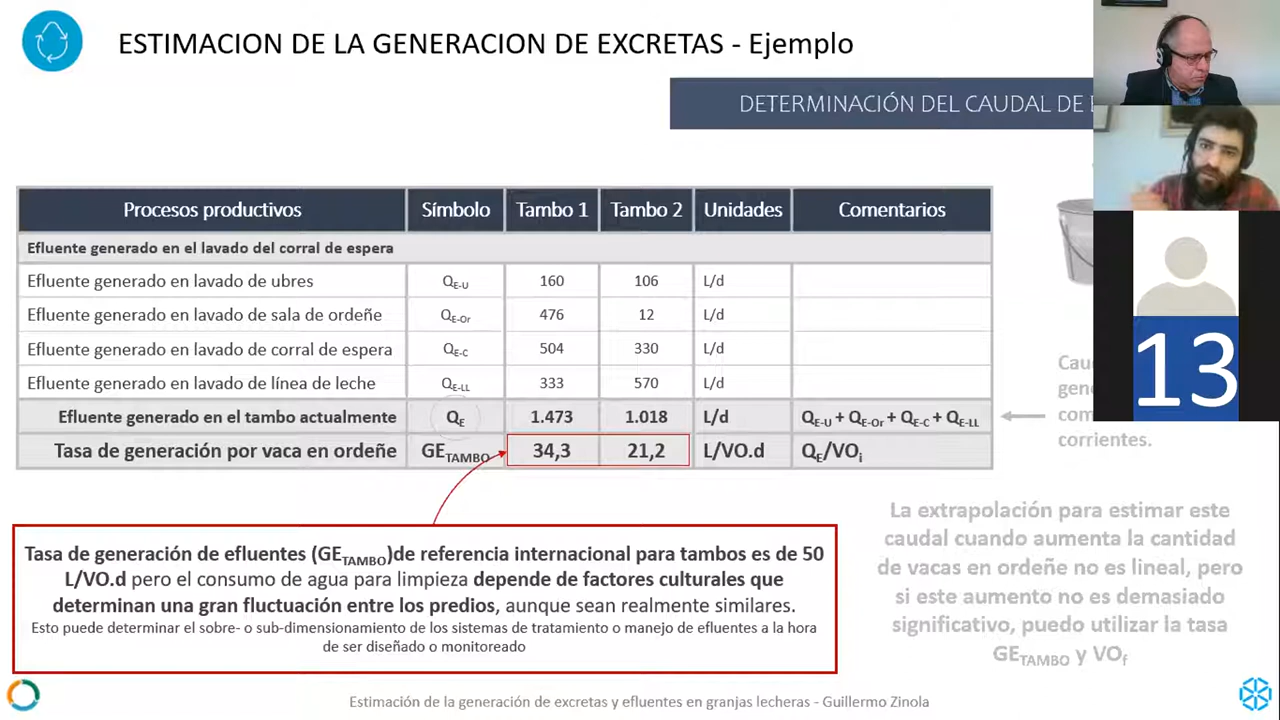 ESTIMACION DE LA GENERACION DE EXCRETAS - Ejemplo
DETERMINACIÓN DEL CAUDAL DE
Procesos productivos Símbolo Tambo 1 Tambo 2 Unidades Comentarios
Efluente generado en el lavado del corral de espera
Efluente generado en lavado de ubres QE-U 160 106 L/d
Efluente generado en lavado de sala de ordeñe QE-Or 476 12 L/d
Efluente generado en lavado de corral de espera QE-C 504 330 L/d
Efluente generado en lavado de línea de leche QE-LL 333 570 L/d
Efluente generado en el tambo actualmente QE 1.473 1.018 L/d QE-U + QE-Or + QE-C + QE-LL
Tasa de generación por vaca en ordeñe GETAMBO 34,3 21,2 L/VO.d QE/VOi
13
corrientes.
Tasa de generación de efluentes (GETAMBO)de referencia internacional para tambos es de 50
L/VO.d pero el consumo de agua para limpieza depende de factores culturales que
determinan una gran fluctuación entre los predios, aunque sean realmente similares.
Esto puede determinar el sobre- o sub-dimensionamiento de los sistemas de tratamiento o manejo de efluentes a la hora
de ser diseñado o monitoreado
La extrapolación para estimar este
caudal cuando aumenta la cantidad
de vacas en ordeñe no es lineal, pero
si este aumento no es demasiado
significativo, puedo utilizar la tasa
GETAMBO y VOf
Estimación de la generación de excretas y efluentes en granjas lecheras - Guillermo Zinola